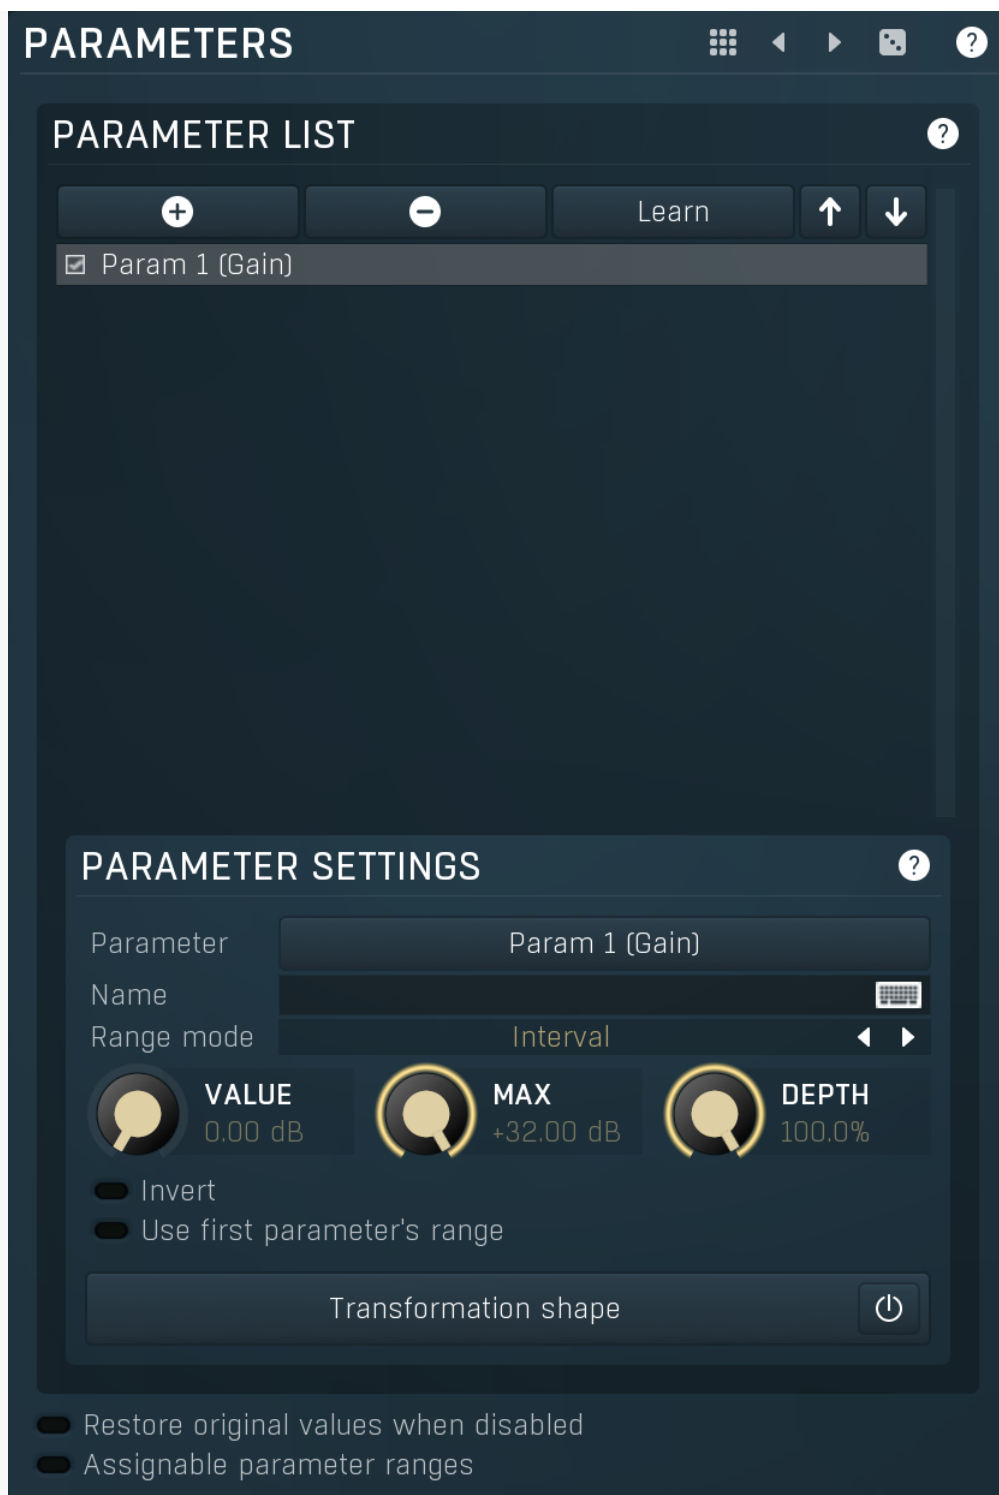 PARAMETERS ?
PARAMETER LIST ?
Learn
Param 1 (Gain)
PARAMETER SETTINGS ?
Parameter Param 1 (Gain)
Name
Range mode Interval
VALUE MAX DEPTH
0.00 dB +32.00 dB 100.0%
Invert
Use first parameter's range
Transformation shape
Restore original values when disabled
Assignable parameter ranges